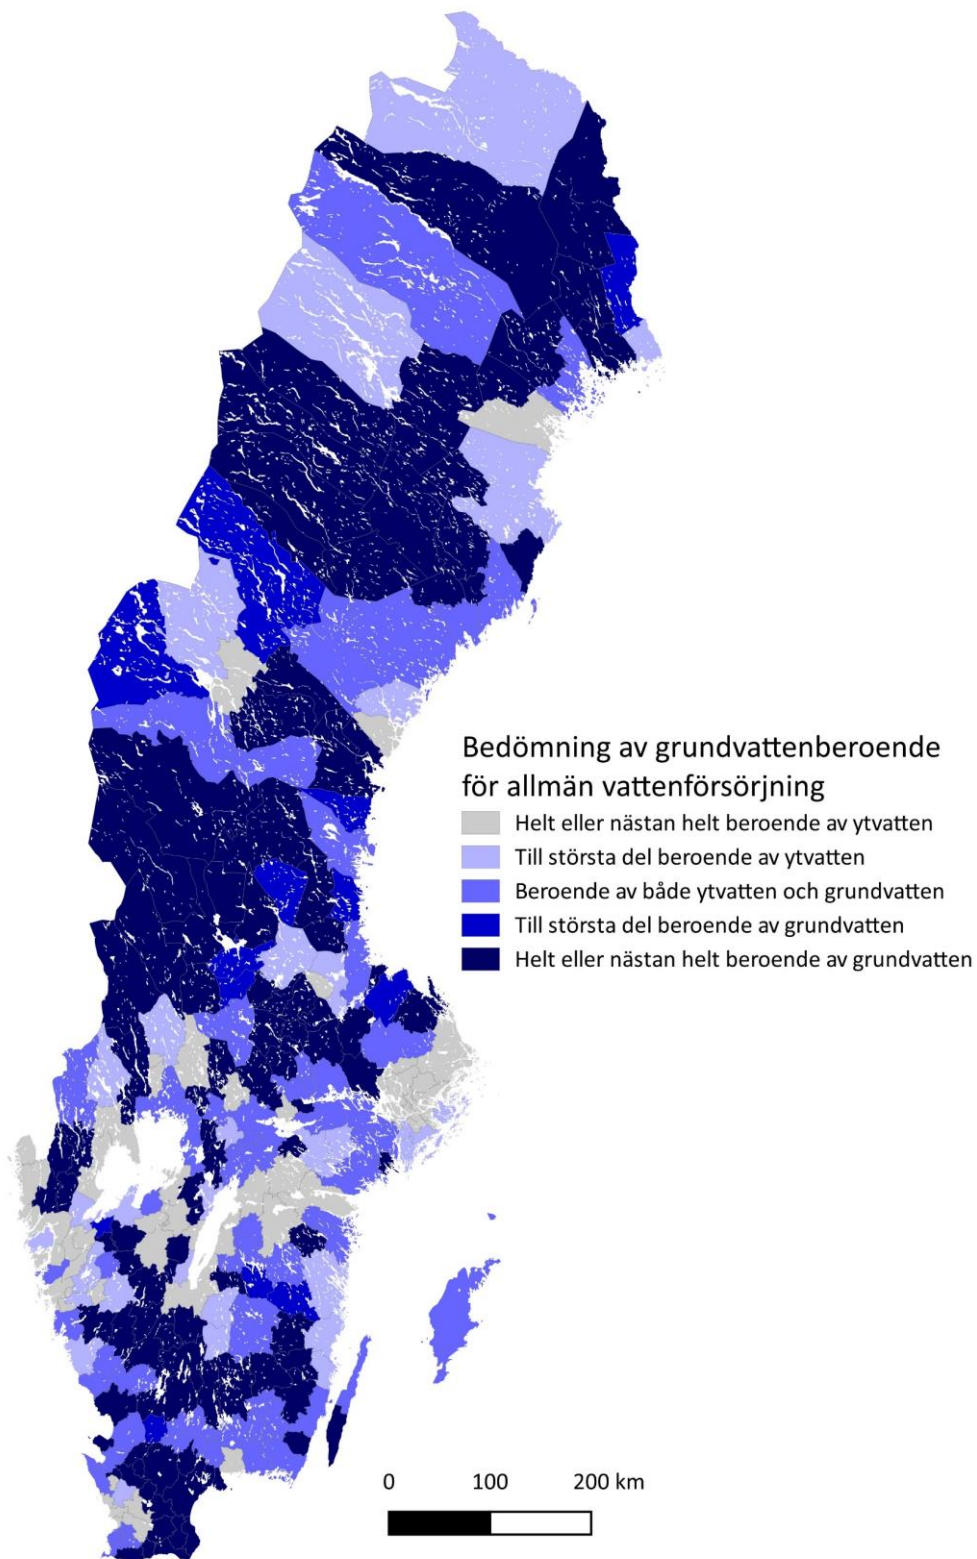 Bedömning av grundvattenberoende
för allmän vattenförsörjning
Helt eller nästan helt beroende av ytvatten
Till största del beroende av ytvatten
Beroende av både ytvatten och grundvatten
Till största del beroende av grundvatten
Helt eller nästan helt beroende av grundvatten
0 100 200 km